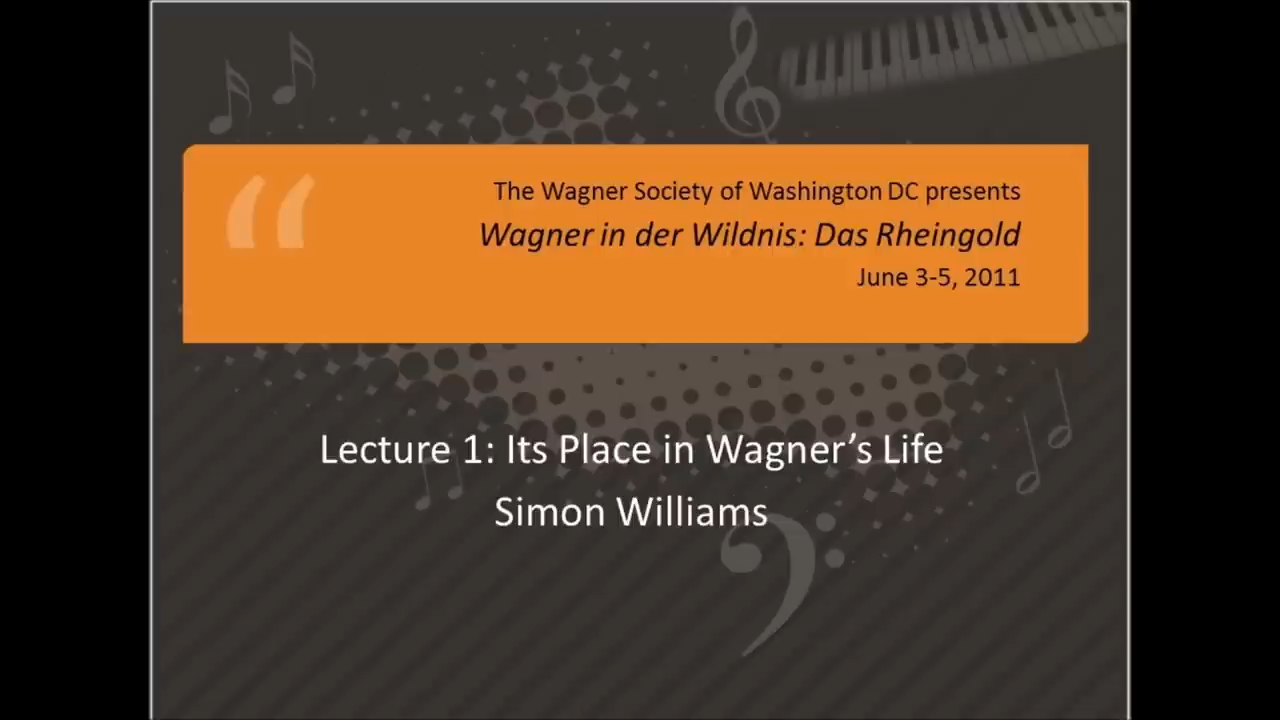 The Wagner Society of Washington DC presents
Wagner in der Wildnis: Das Rheingold
June 3-5, 2011
Lecture 1: Its Place in Wagner’s Life
Simon Williams